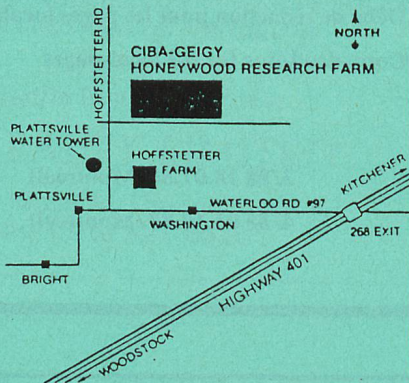 HOFFSTETTER RD
NORTH
CIBA-GEIGY
HONEYWOOD RESEARCH FARM
PLATTSVILLE
WATER TOWER
HOFFSTETTER
FARM
KITCHENER
PLATTSVILLE
WATERLOO RD #97
WASHINGTON
268 EXIT
BRIGHT
HIGHWAY 401
WOODSTOCK